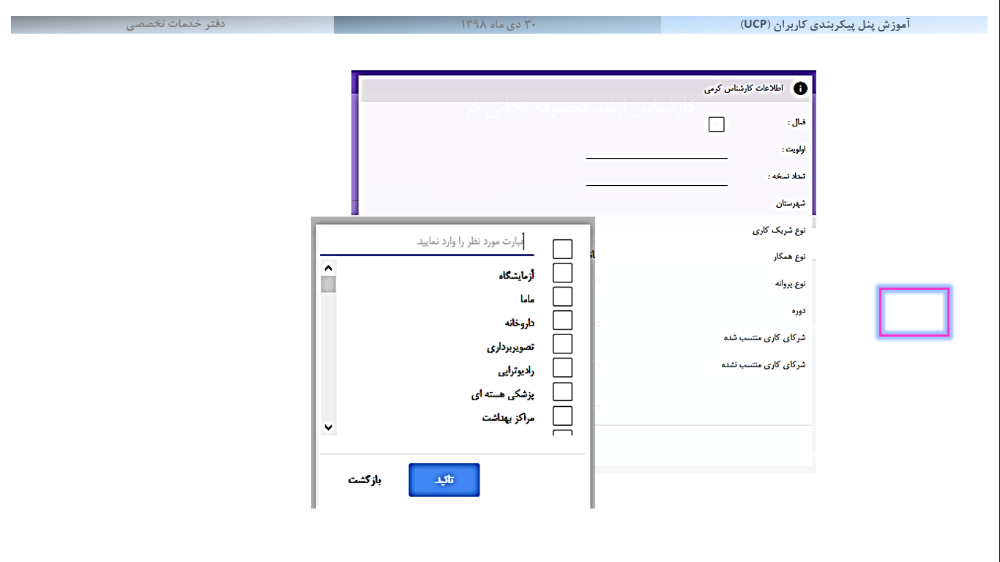 آموزش پنل پیکربندی کاربران (UCP)
۳۰ دی ماه ۱۳۹۸
دفتر خدمات تخصصی
اطلاعات کارشناس کرمی
کارشناس ارشد معصومه نجاتی فر
فعال :
اولویت :
تعداد نسخه :
شهرستان
نوع شریک کاری
نوع همکار
نوع پروانه
دوره
شرکای کاری منتسب شده
شرکای کاری منتسب نشده
عبارت مورد نظر را وارد نمایید
آزمایشگاه
ماما
داروخانه
تصویربرداری
رادیوتراپی
پزشکی هسته ای
مراکز بهداشت
تائید
بازگشت